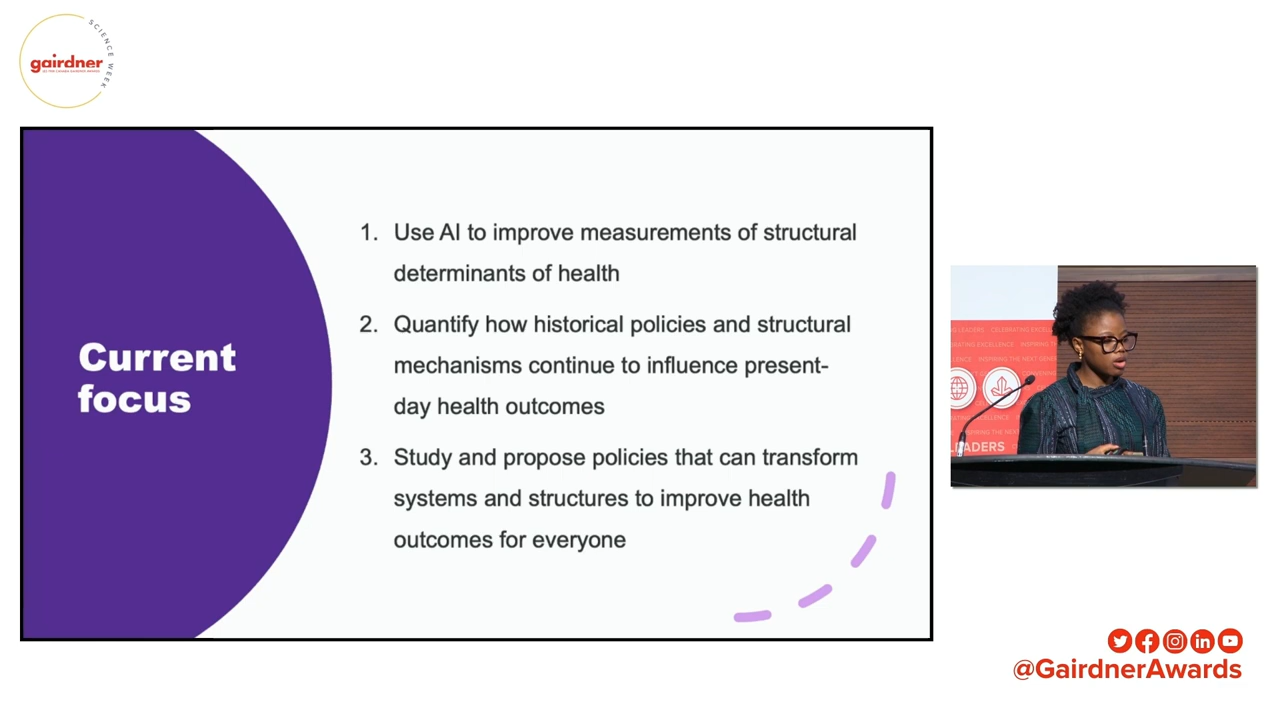 SCIENCE WEEK
gairdner
Current
focus
1. Use AI to improve measurements of structural
determinants of health
2. Quantify how historical policies and structural
mechanisms continue to influence present-
day health outcomes
3. Study and propose policies that can transform
systems and structures to improve health
outcomes for everyone
LEADERS
@GairdnerAwards